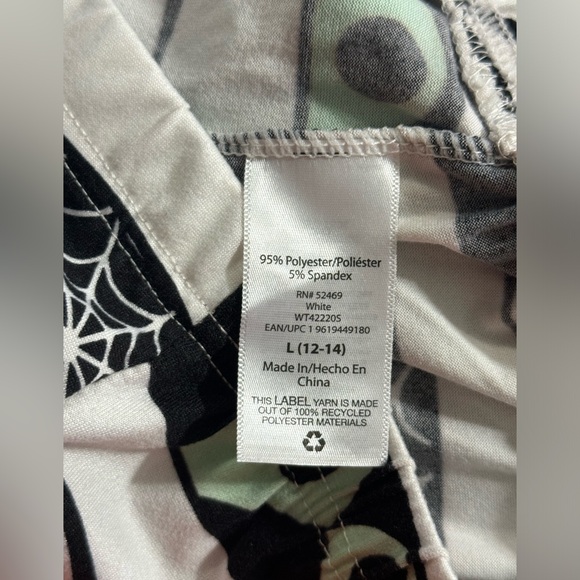 95% Polyester/Poliéster
5% Spandex
RN# 52469
White
WT42220S
EAN/UPC 1 9619449180
L (12-14)
Made In/Hecho En
China
THIS LABEL YARN IS MADE
OUT OF 100% RECYCLED
POLYESTER MATERIALS